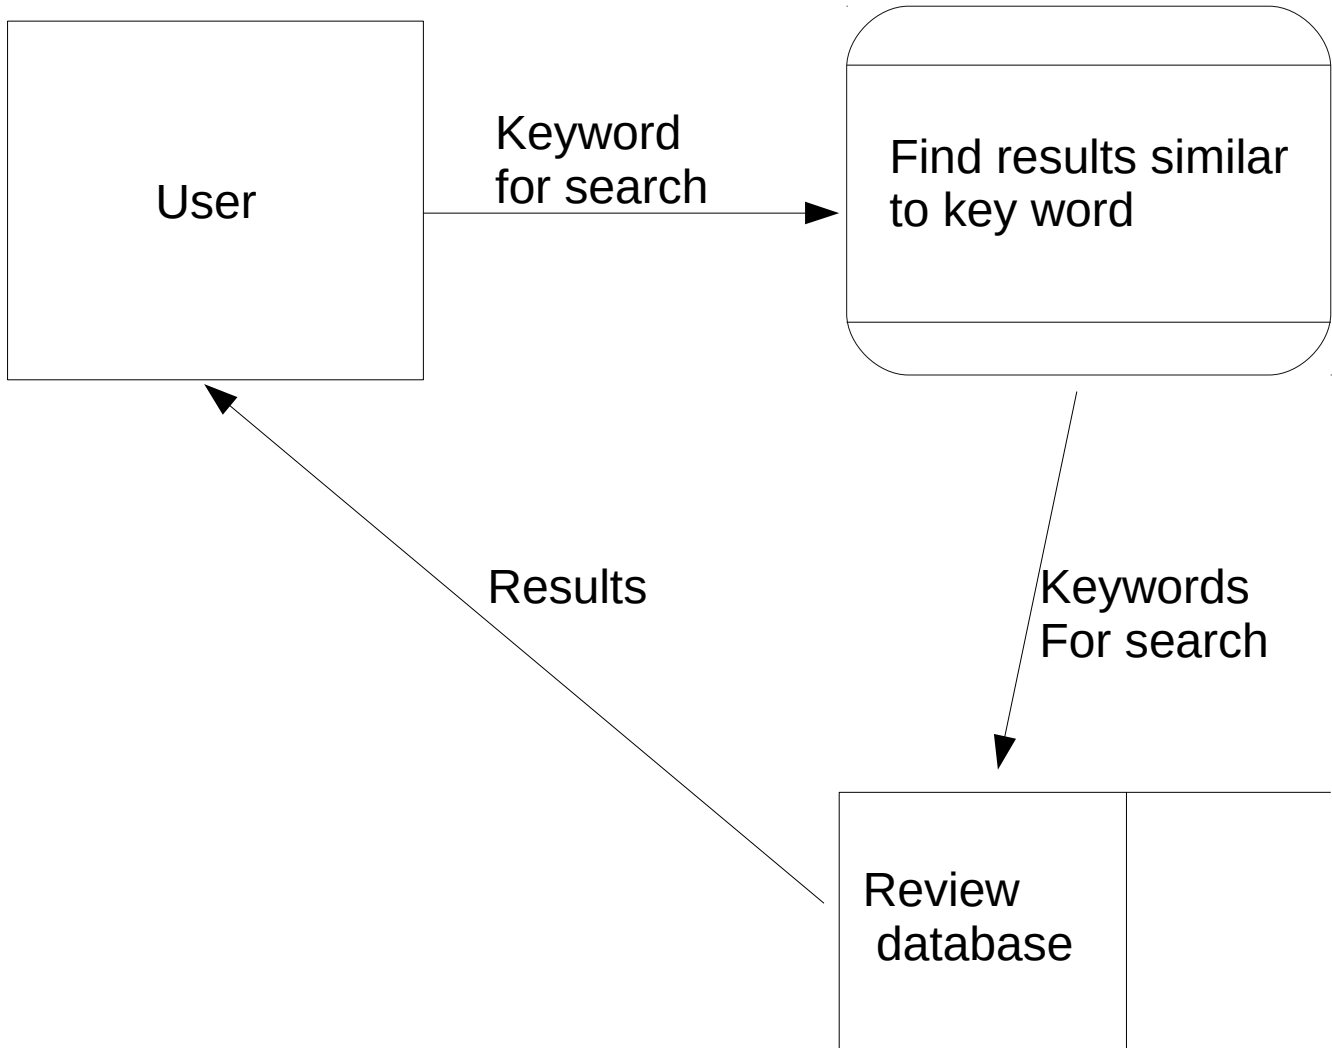 User
Keyword
for search
Find results similar
to key word
Results
Keywords
For search
Review
database